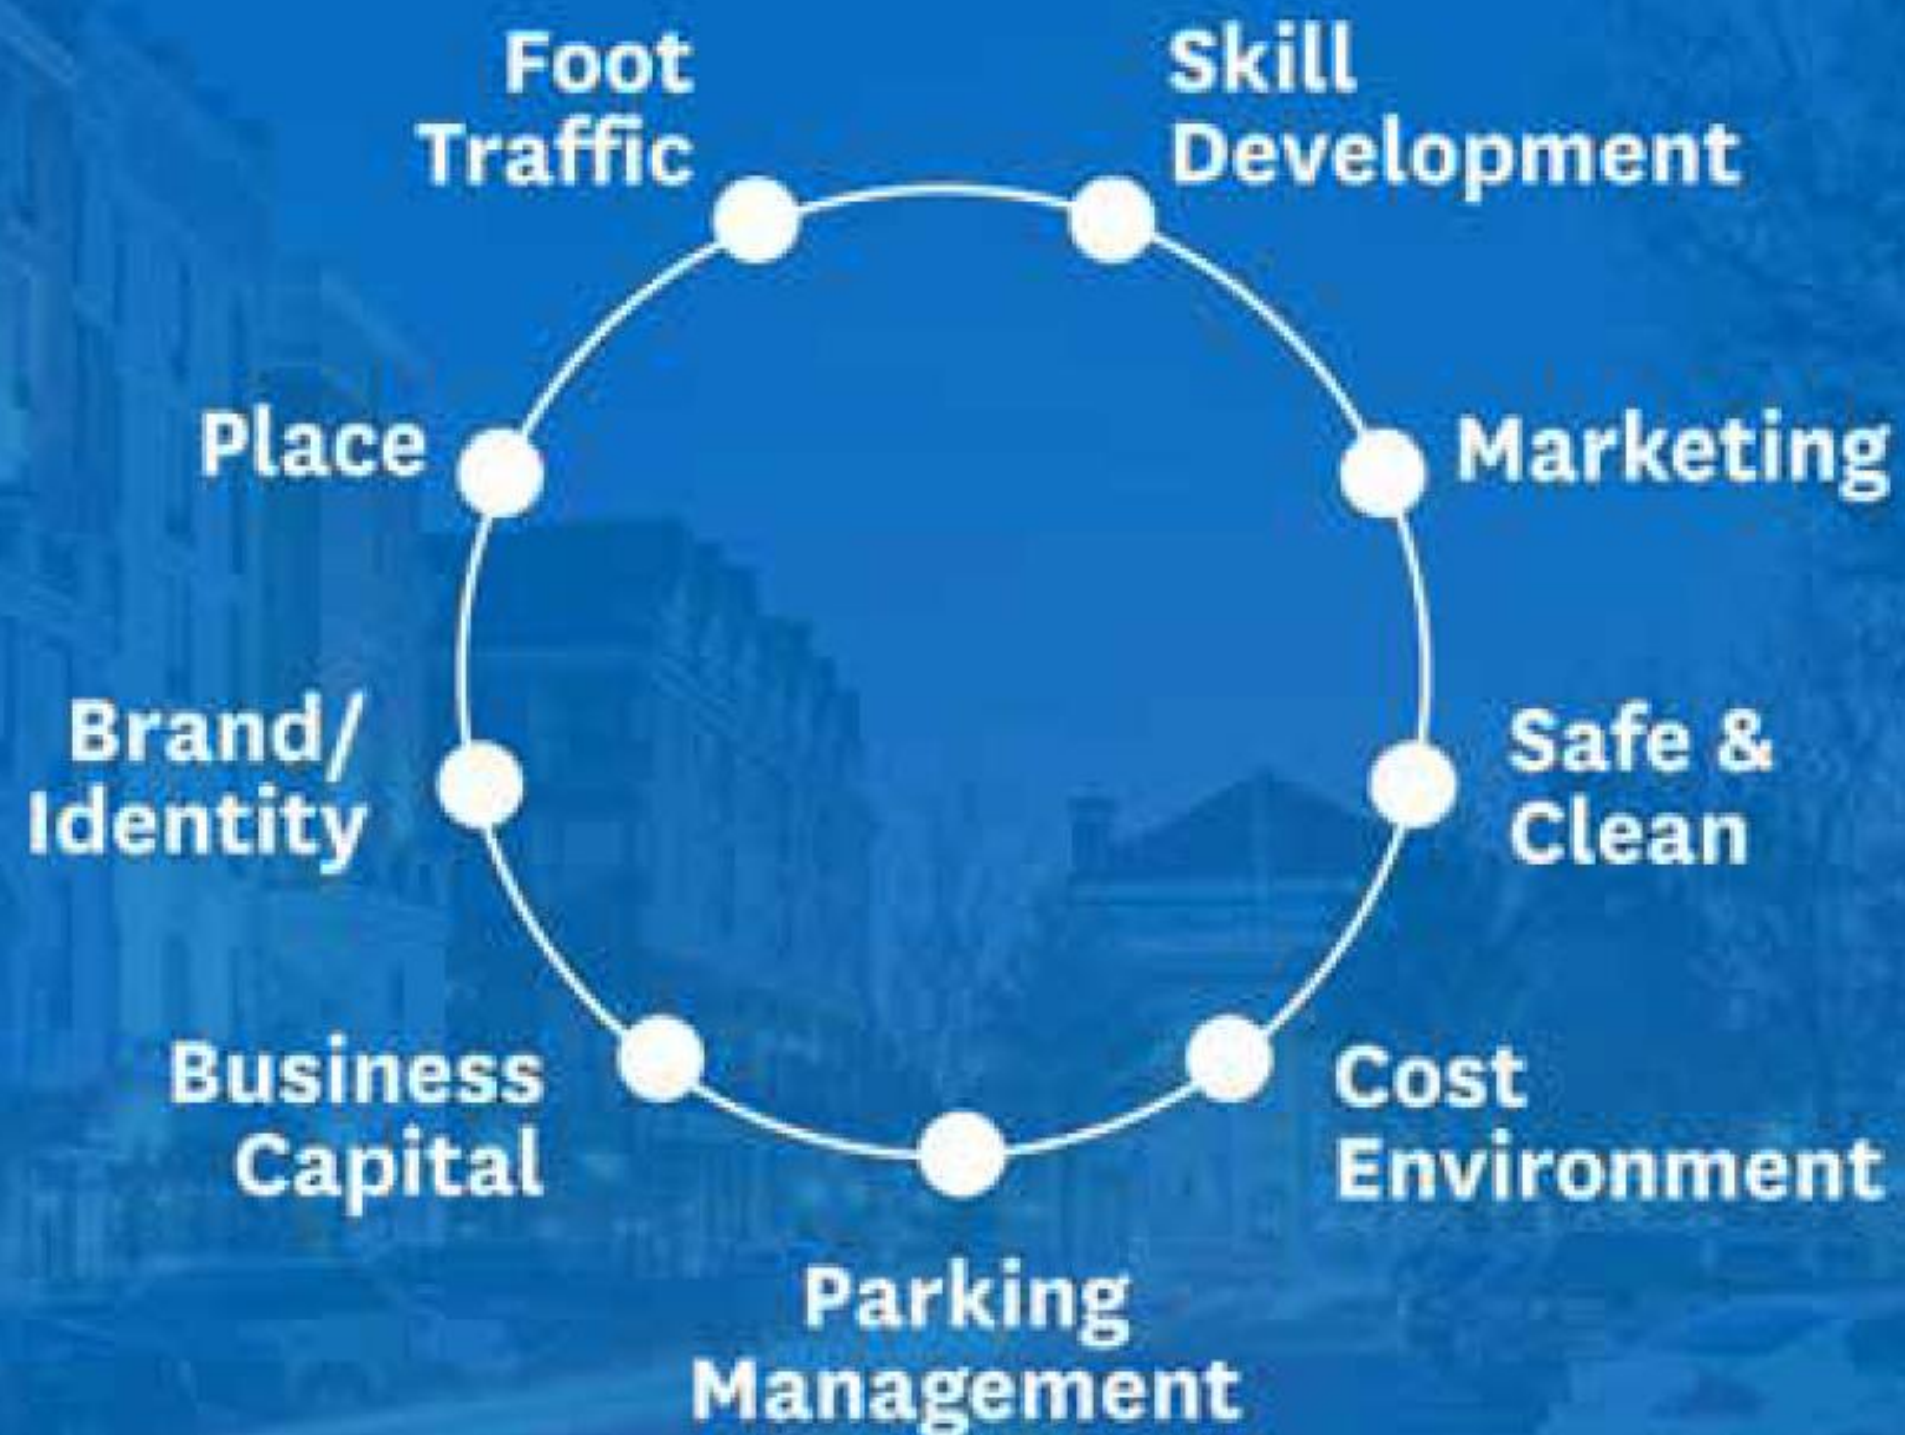 Foot
Traffic
Skill
Development
Place
Marketing
Brand/
Identity
Safe &
Clean
Business
Capital
Cost
Environment
Parking
Management